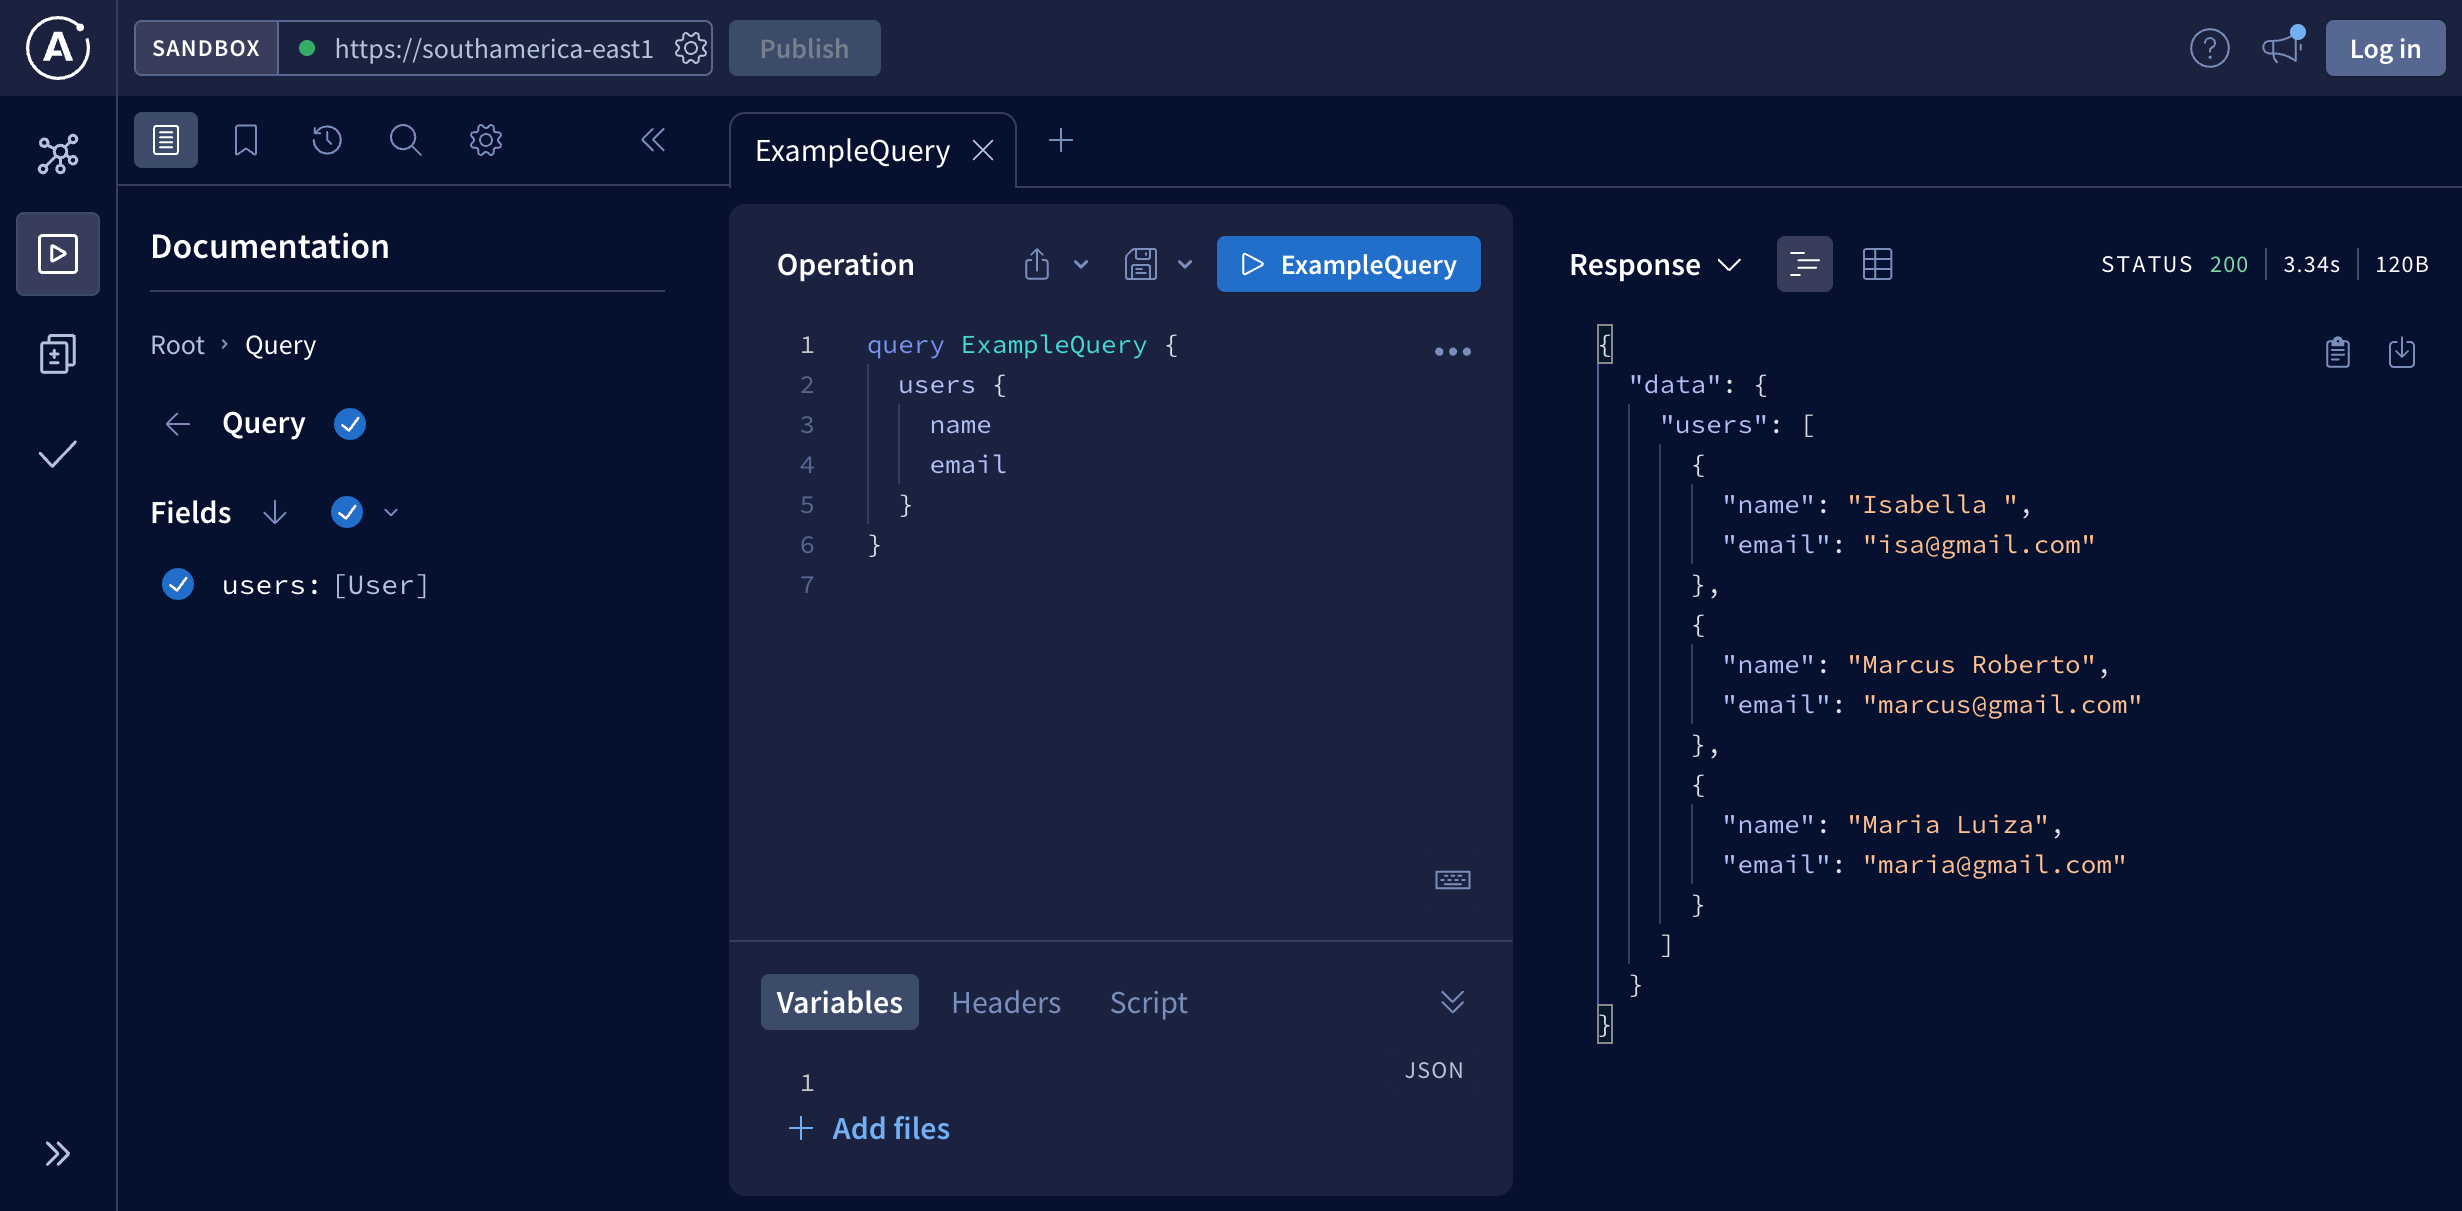 A
SANDBOX
https://southamerica-east1
Publish
Log in
ExampleQuery
Documentation
Root › Query
Query
Fields
users: [User]
Operation
ExampleQuery
1 query ExampleQuery {
2 users {
3 name
4 email
5 }
6 }
7
Variables
Headers
Script
JSON
1
Add files
Response
STATUS 200
3.34s
120B
{
"data": {
"users": [
{
"name": "Isabella ",
"email": "isa@gmail.com"
},
{
"name": "Marcus Roberto",
"email": "marcus@gmail.com"
},
{
"name": "Maria Luiza",
"email": "maria@gmail.com"
}
]
}
}